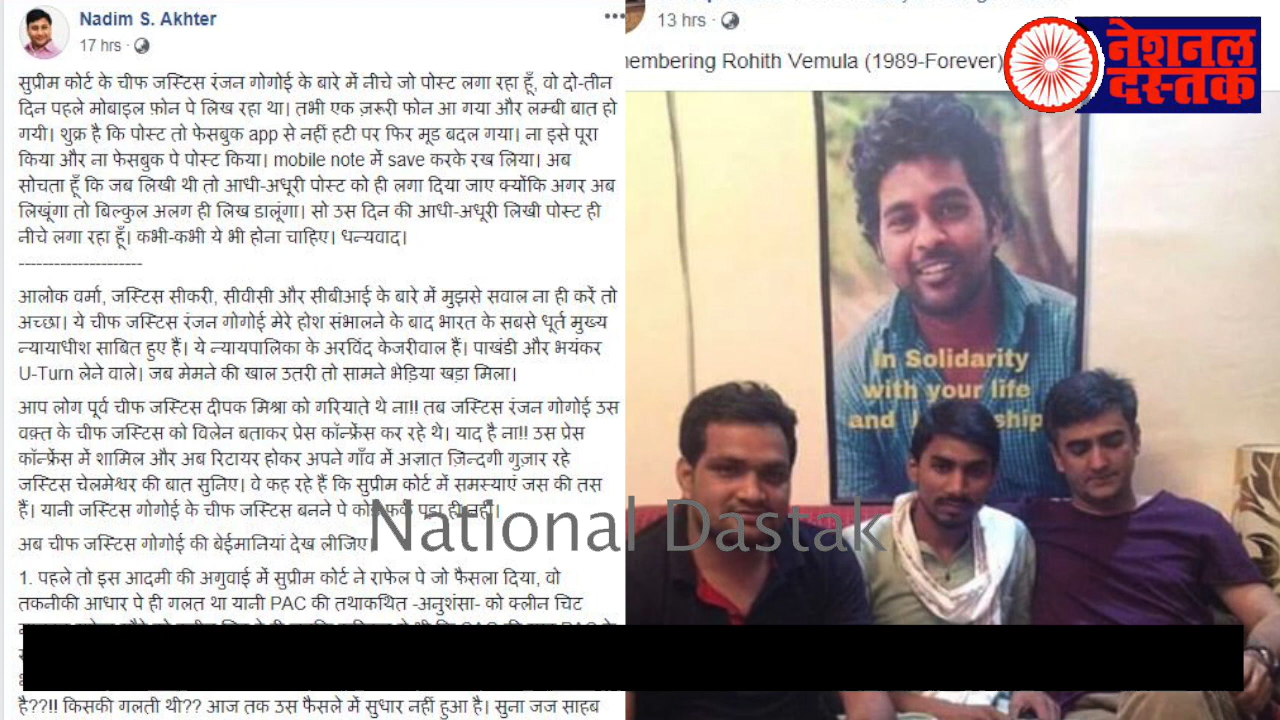 Nadim S. Akhter
17 hrs ·
सुप्रीम कोर्ट के चीफ जस्टिस रंजन गोगोई के बारे में नीचे जो पोस्ट लगा रहा हूँ, वो दो-तीन
दिन पहले मोबाइल फ़ोन पे लिख रहा था। तभी एक जरूरी फोन आ गया और लम्बी बात हो
गयी। शुक्र है कि पोस्ट तो फेसबुक app से नहीं हटी पर फिर मूड बदल गया। ना इसे पूरा
किया और ना फेसबुक पे पोस्ट किया। mobile note में save करके रख लिया। अब
सोचता हूँ कि जब लिखी थी तो आधी-अधूरी पोस्ट को ही लगा दिया जाए क्योंकि अगर अब
लिखूंगा तो बिल्कुल अलग ही लिख डालूंगा। सो उस दिन की आधी-अधूरी लिखी पोस्ट ही
नीचे लगा रहा हूँ। कभी-कभी ये भी होना चाहिए। धन्यवाद।
---------------------
आलोक वर्मा, जस्टिस सीकरी, सीवीसी और सीबीआई के बारे में मुझसे सवाल ना ही करें तो
अच्छा। ये चीफ जस्टिस रंजन गोगोई मेरे होश संभालने के बाद भारत के सबसे धूर्त मुख्य
न्यायाधीश साबित हुए हैं। ये न्यायपालिका के अरविंद केजरीवाल हैं। पाखंडी और भयंकर
U-Turn लेने वाले। जब मेमने की खाल उतरी तो सामने भेड़िया खड़ा मिला।
आप लोग पूर्व चीफ जस्टिस दीपक मिश्रा को गरियाते थे ना!! तब जस्टिस रंजन गोगोई उस
वक़्त के चीफ जस्टिस को विलेन बताकर प्रेस कॉन्फ्रेंस कर रहे थे। याद है ना!! उस प्रेस
कॉन्फ्रेंस में शामिल और अब रिटायर होकर अपने गाँव में अज्ञात ज़िन्दगी गुज़ार रहे
जस्टिस चेलमेश्वर की बात सुनिए। वे कह रहे हैं कि सुप्रीम कोर्ट में समस्याएं जस की तस
हैं। यानी जस्टिस गोगोई के चीफ जस्टिस बनने पे कोई फर्क पड़ा ही नहीं।
अब चीफ जस्टिस गोगोई की बेईमानियां देख लीजिए।
1. पहले तो इस आदमी की अगुवाई में सुप्रीम कोर्ट ने राफेल पे जो फैसला दिया, वो
तकनीकी आधार पे ही गलत था यानी PAC की तथाकथित -अनुशंसा- को क्लीन चिट
है??!! किसकी गलती थी?? आज तक उस फैसले में सुधार नहीं हुआ है। सुना जज साहब
13 hrs ·
Rohith Vemula (1989-Forever)
नेशनल
दस्तक
In Solidarity
with your life
and
National Dastak